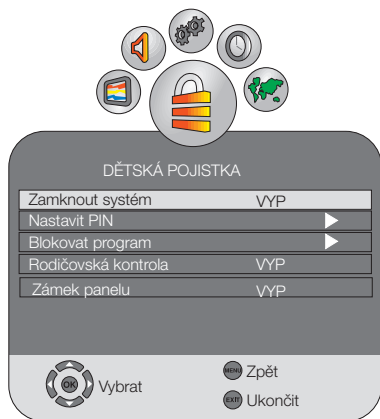 DĚTSKÁ POJISTKA
Zamknout systém VYP
Nastavit PIN
Blokovat program
Rodičovská kontrola VYP
Zámek panelu VYP
OK Vybrat
MENU Zpět
EXIT Ukončit